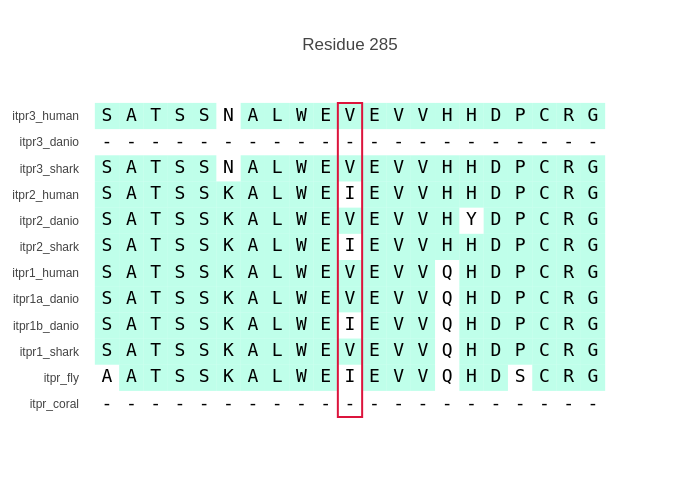 Residue 285
itpr3_human S A T S S N A L W E V E V V H H D P C R G
itpr3_danio - - - - - - - - - - - - - - - - - - - - -
itpr3_shark S A T S S N A L W E V E V V H H D P C R G
itpr2_human S A T S S K A L W E I E V V H H D P C R G
itpr2_danio S A T S S K A L W E V E V V H Y D P C R G
itpr2_shark S A T S S K A L W E I E V V H H D P C R G
itpr1_human S A T S S K A L W E V E V V Q H D P C R G
itpr1a_danio S A T S S K A L W E V E V V Q H D P C R G
itpr1b_danio S A T S S K A L W E I E V V Q H D P C R G
itpr1_shark S A T S S K A L W E V E V V Q H D P C R G
itpr_fly A A T S S K A L W E I E V V Q H D S C R G
itpr_coral - - - - - - - - - - - - - - - - - - - - -